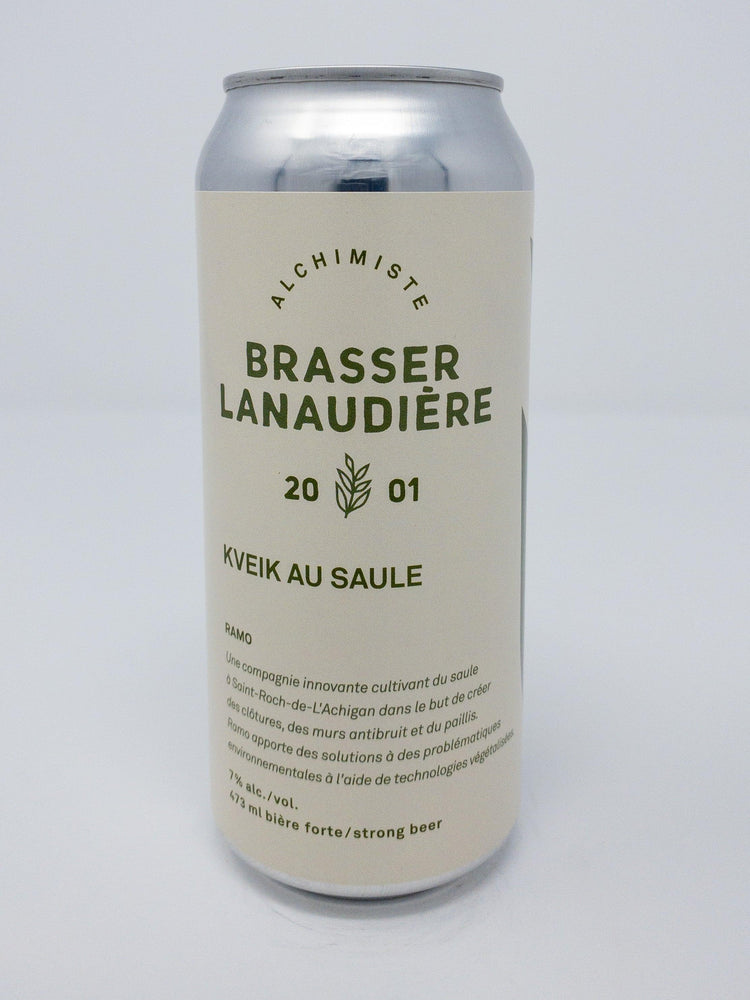 ALCHIMISTE
BRASSER
LANAUDIÈRE
20 01
KVEIK AU SAULE
RAMO
Une compagnie innovante cultivant du saule
à Saint-Roch-de-L'Achigan dans le but de créer
des clôtures, des murs antibruit et du paillis.
Ramo apporte des solutions à des problématiques
environnementales à l'aide de technologies végétalisées.
7% alc./vol.
473 ml bière forte/strong beer